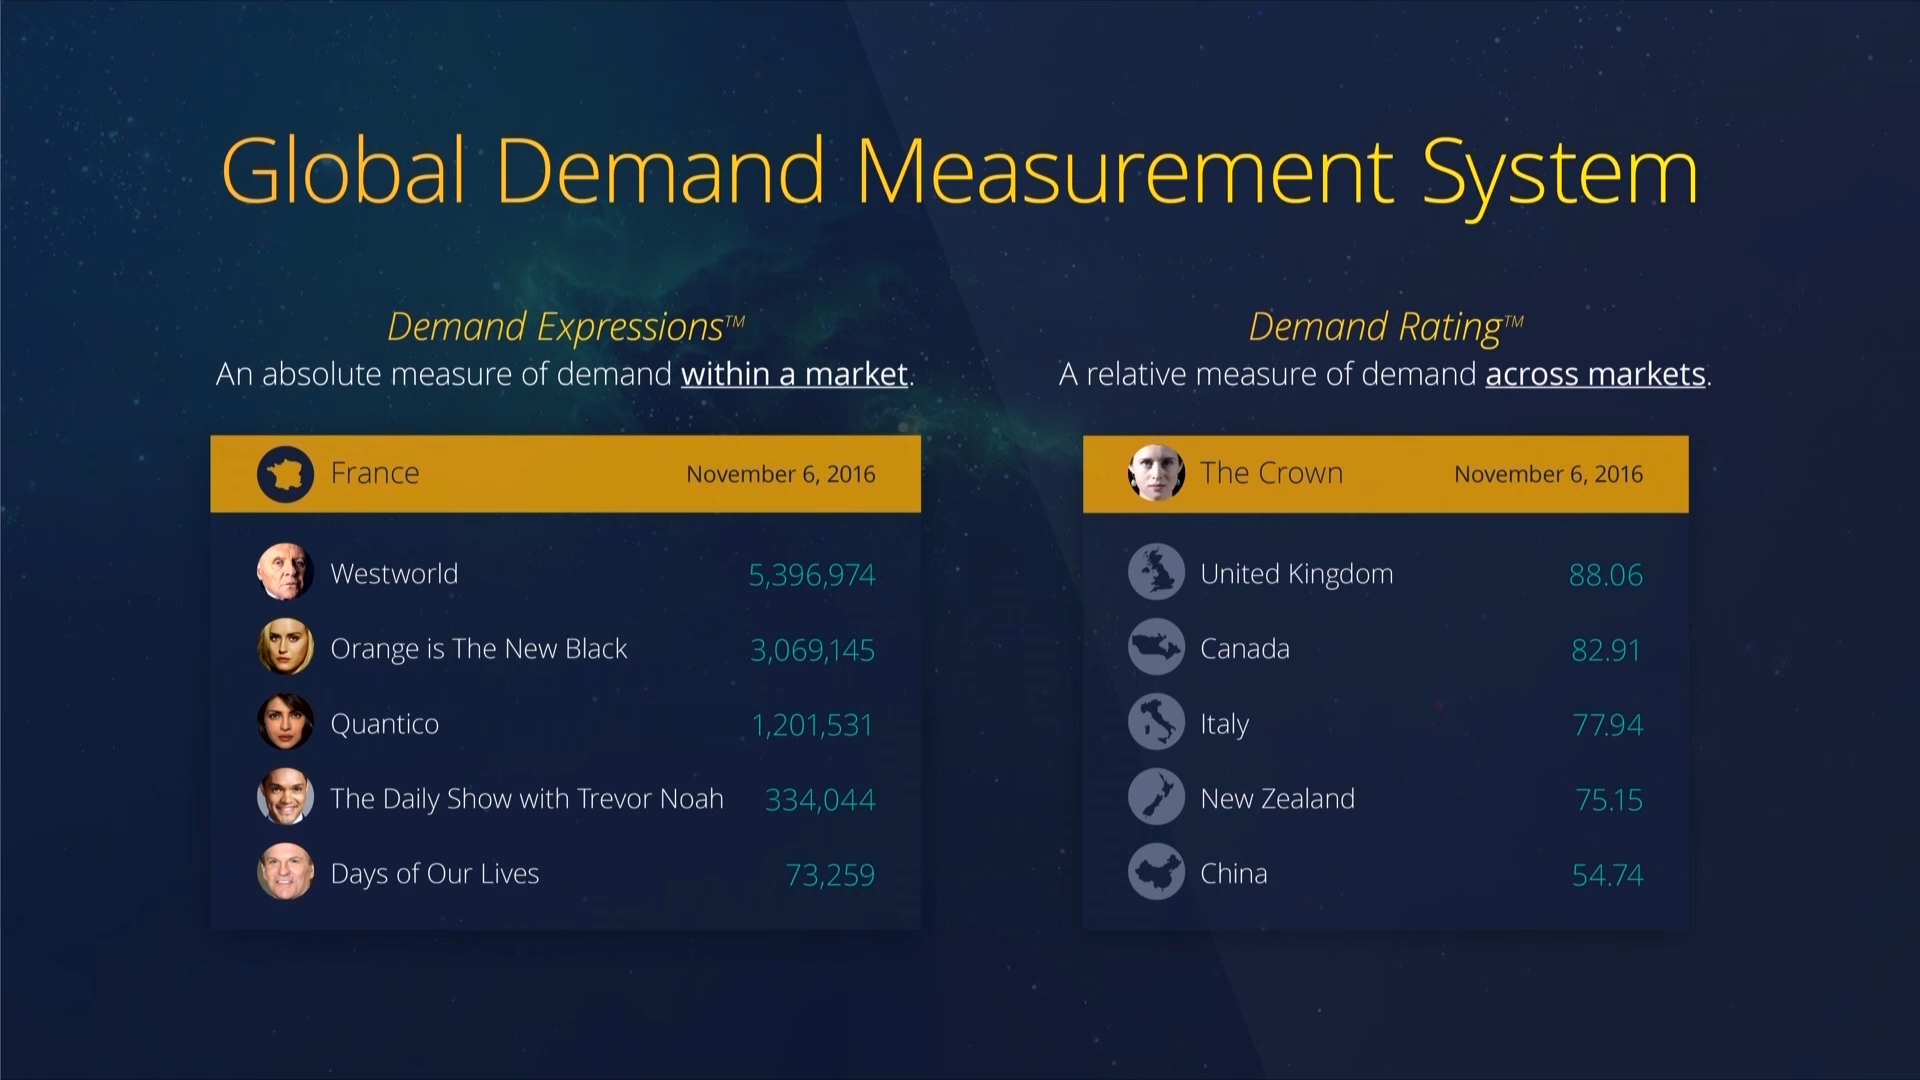 Global Demand Measurement System
Demand Expressions™
An absolute measure of demand within a market.
France November 6, 2016
Westworld 5,396,974
Orange is The New Black 3,069,145
Quantico 1,201,531
The Daily Show with Trevor Noah 334,044
Days of Our Lives 73,259
Demand Rating™
A relative measure of demand across markets.
The Crown November 6, 2016
United Kingdom 88.06
Canada 82.91
Italy 77.94
New Zealand 75.15
China 54.74